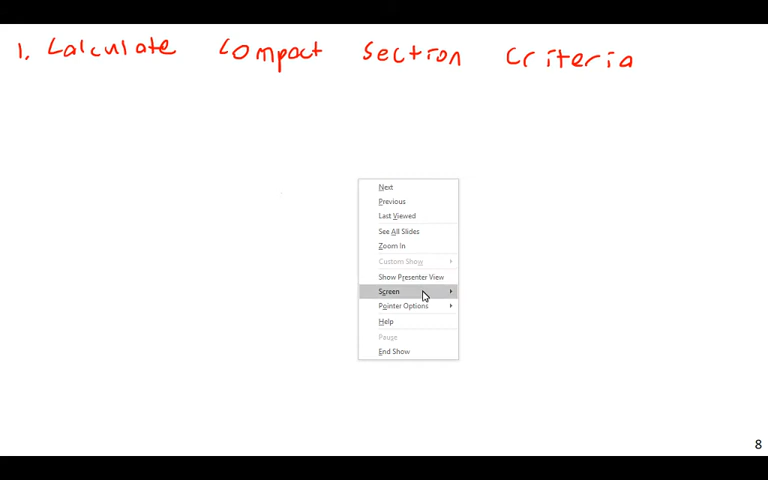 1. Calculate compact section criteria
Next
Previous
Last Viewed
See All Slides
Zoom In
Custom Show
Show Presenter View
Screen
Pointer Options
Help
Pause
End Show
8